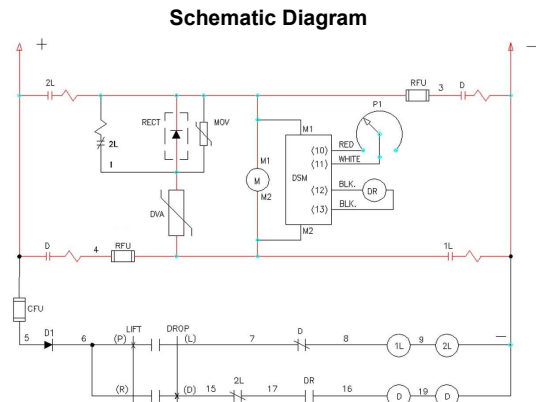 Schematic Diagram
+ −
2L RFU 3 D
RECT MOV P1
2L
1
M1 RED
(10)
WHITE
(11)
M1
M DSM
M2
BLK.
(12) DR
BLK.
(13)
DVA
M2
D 4 RFU 1L
CFU
5 D1 6 LIFT DROP
(P) (L) 7 D 8 1L 9 2L −
(R) (D) 15 2L 17 DR 16 D 19 D